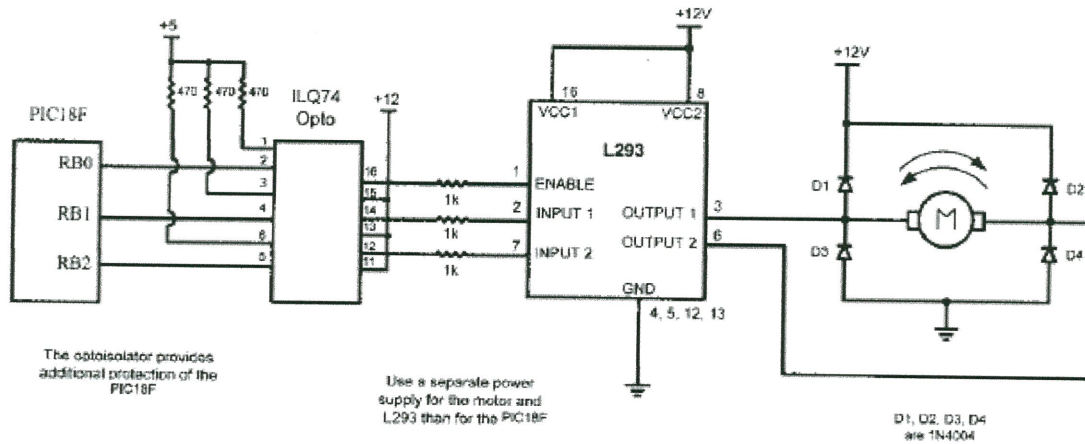 +5
470
470
470
ILQ74
Opto
PIC18F
RB0
RB1
RB2
1
2
3
4
6
5
16
15
14
13
12
11
+12
1k
1k
1k
+12V
16
8
VCC1
VCC2
L293
1
ENABLE
2
INPUT 1
OUTPUT 1
3
7
INPUT 2
OUTPUT 2
6
GND
4, 5, 12, 13
+12V
D1
D2
M
D3
D4
The optoisolator provides
additional protection of the
PIC18F
Use a separate power
supply for the motor and
L293 than for the PIC18F
D1, D2, D3, D4
are 1N4004